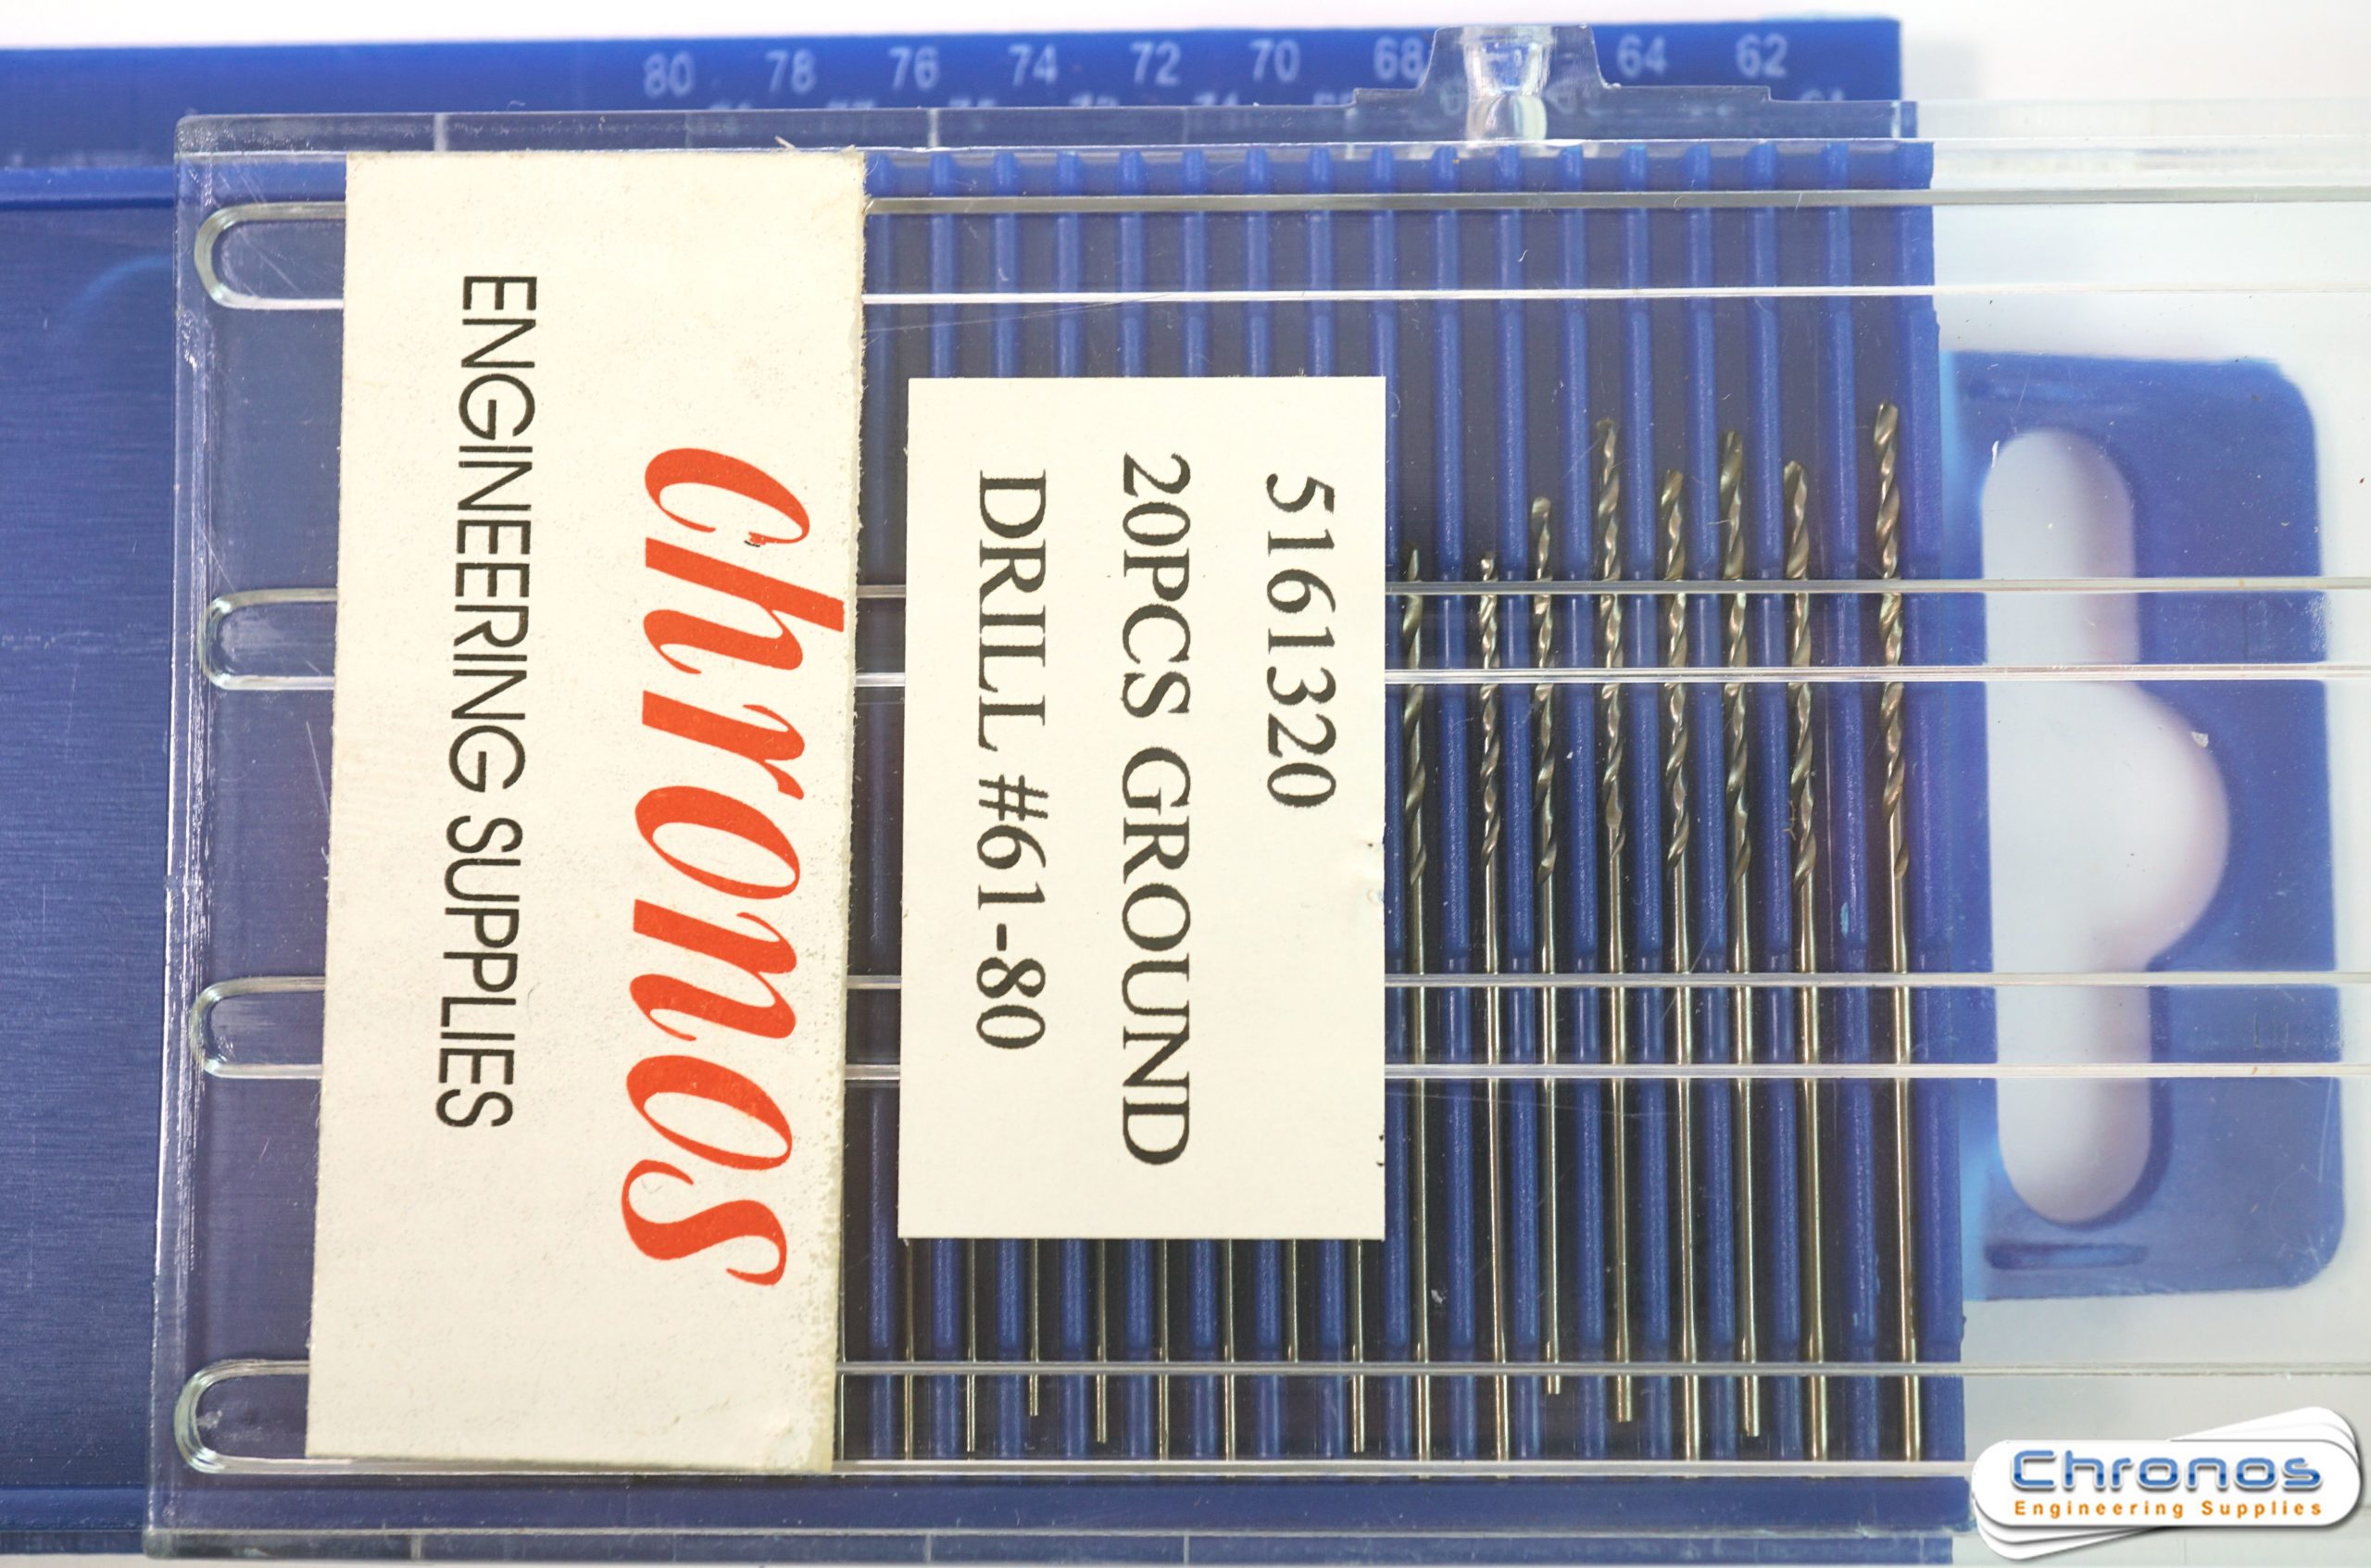 80 78 76 74 72 70 68 64 62
chronos
ENGINEERING SUPPLIES
5161320
20PCS GROUND
DRILL #61-80
Chronos
Engineering Supplies